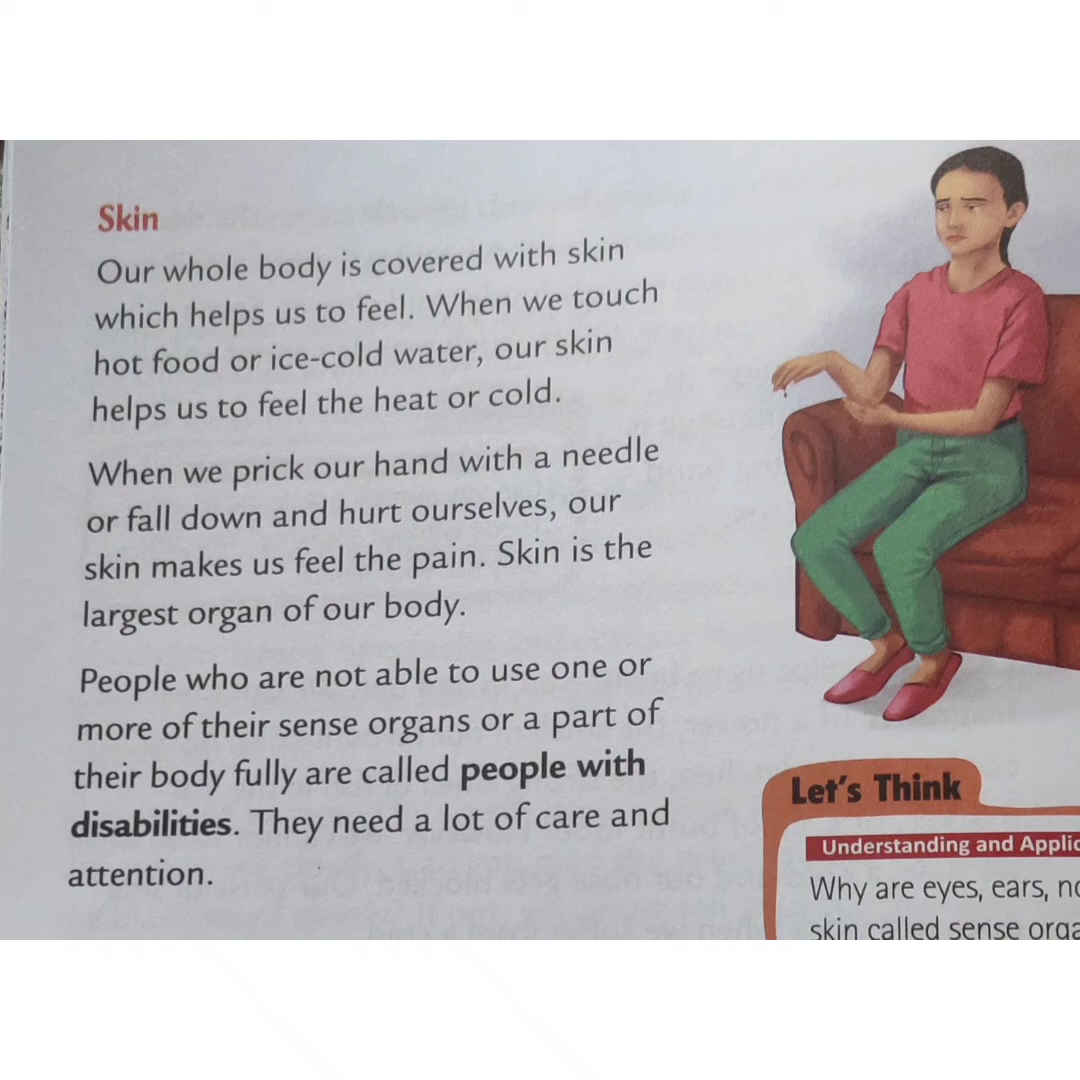 Skin
Our whole body is covered with skin
which helps us to feel. When we touch
hot food or ice-cold water, our skin
helps us to feel the heat or cold.
When we prick our hand with a needle
or fall down and hurt ourselves, our
skin makes us feel the pain. Skin is the
largest organ of our body.
People who are not able to use one or
more of their sense organs or a part of
their body fully are called people with
disabilities. They need a lot of care and
attention.
Let's Think
Understanding and
Why are eyes, ears,
skin called sense